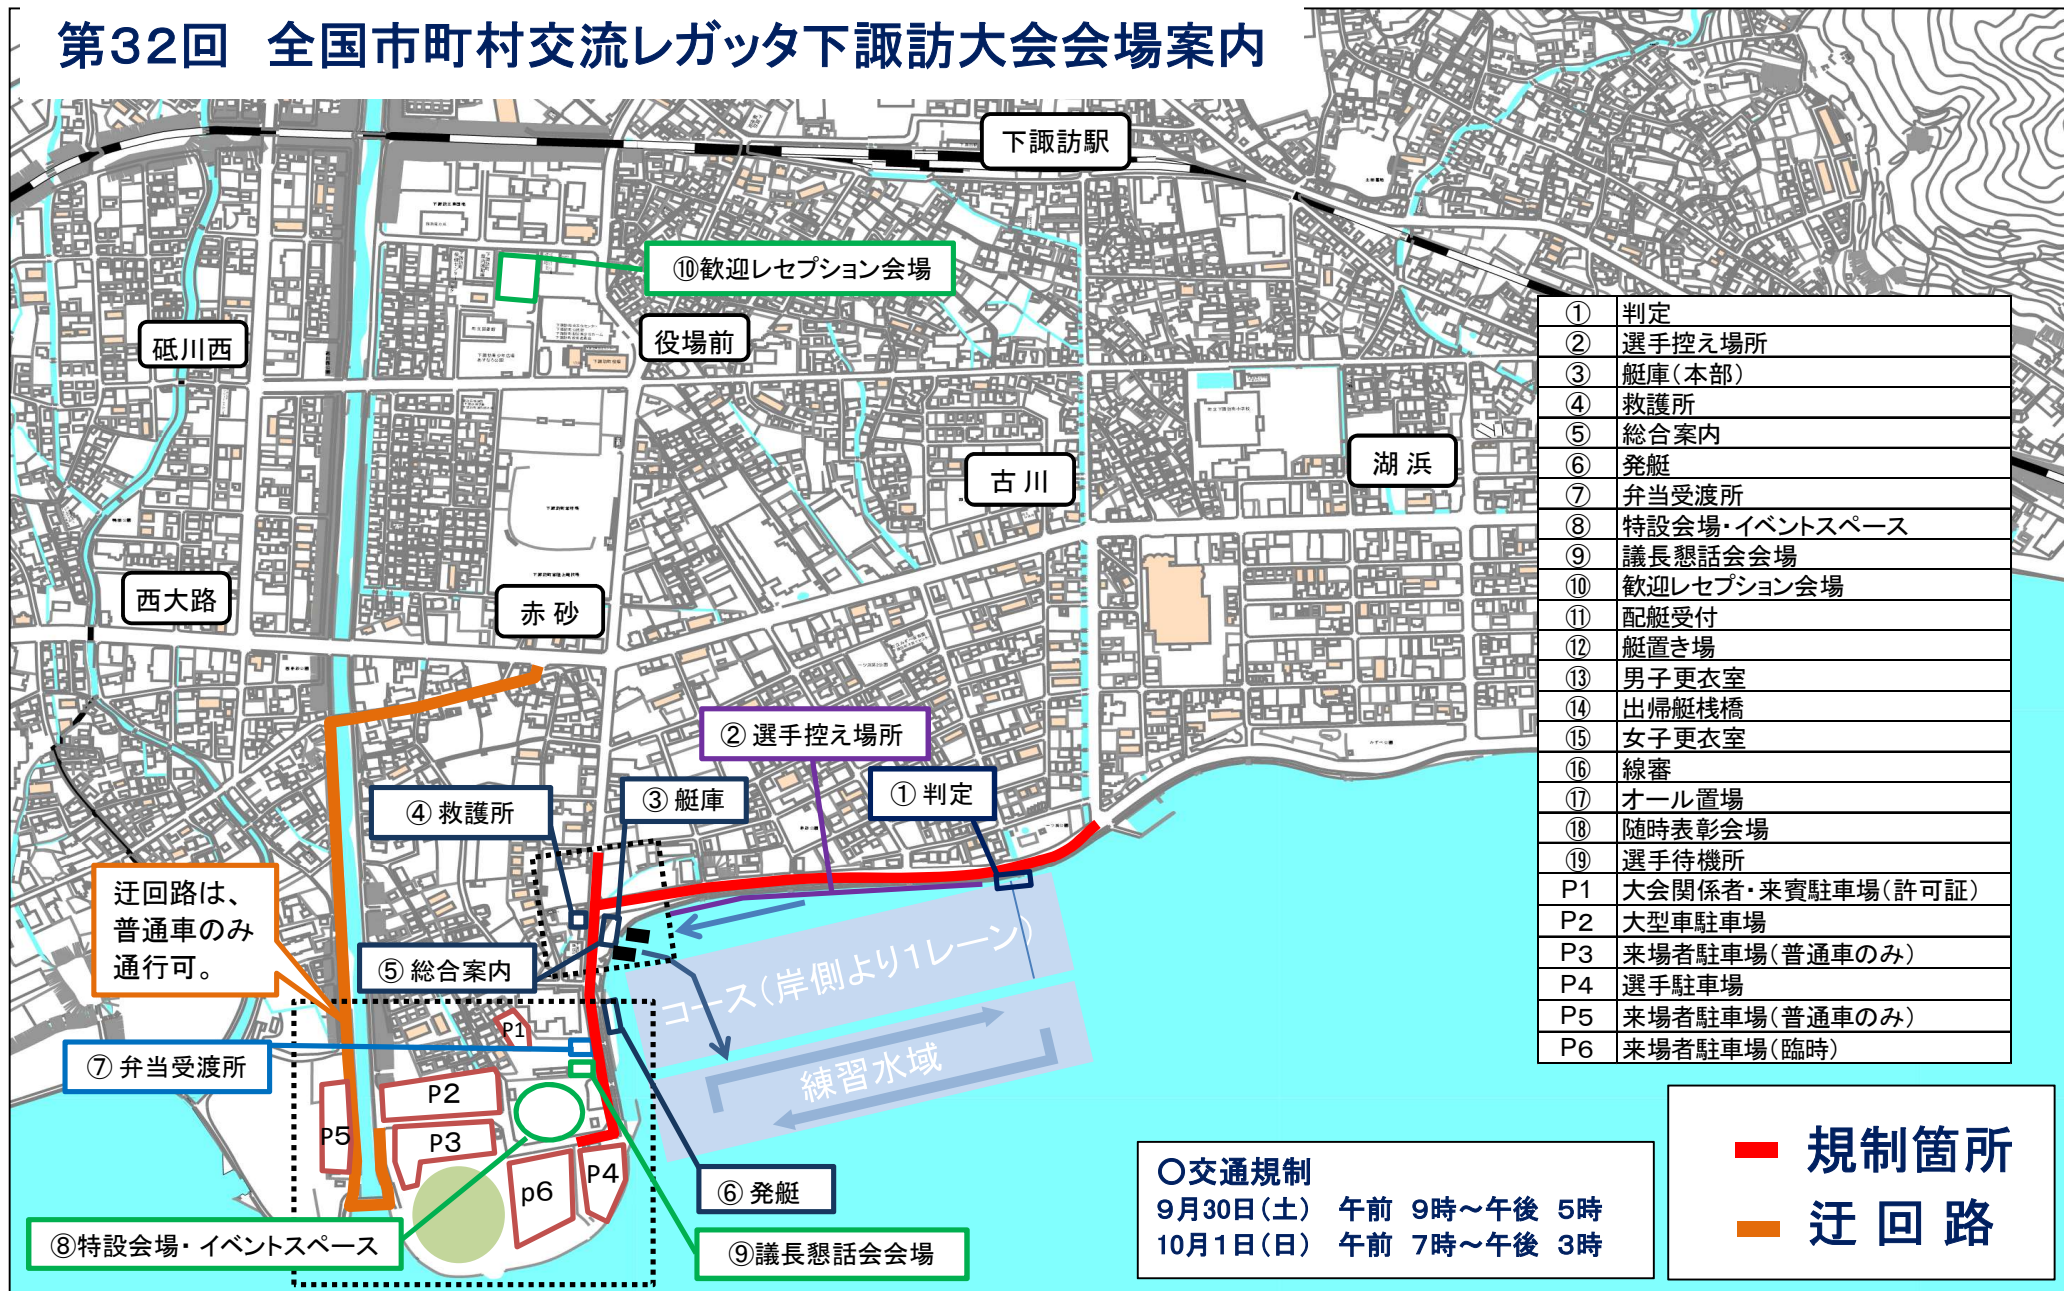 第32回　全国市町村交流レガッタ下諏訪大会会場案内
下諏訪駅
⑩歓迎レセプション会場
砥川西
役場前
古川
湖浜
西大路
赤砂
② 選手控え場所
① 判定
③ 艇庫
④ 救護所
⑤ 総合案内
迂回路は、
普通車のみ
通行可。
コース（岸側より１レーン）
練習水域
⑦ 弁当受渡所
P1
P2
P3
P5
P4
p6
⑥ 発艇
⑧特設会場・イベントスペース
⑨議長懇話会会場
① 判定
② 選手控え場所
③ 艇庫（本部）
④ 救護所
⑤ 総合案内
⑥ 発艇
⑦ 弁当受渡所
⑧ 特設会場・イベントスペース
⑨ 議長懇話会会場
⑩ 歓迎レセプション会場
⑪ 配艇受付
⑫ 艇置き場
⑬ 男子更衣室
⑭ 出帰艇桟橋
⑮ 女子更衣室
⑯ 線審
⑰ オール置場
⑱ 随時表彰会場
⑲ 選手待機所
P1 大会関係者・来賓駐車場（許可証）
P2 大型車駐車場
P3 来場者駐車場（普通車のみ）
P4 選手駐車場
P5 来場者駐車場（普通車のみ）
P6 来場者駐車場（臨時）
〇交通規制
9月30日（土）　午前　9時～午後　5時
10月1日（日）　午前　7時～午後　3時
規制箇所
迂回路